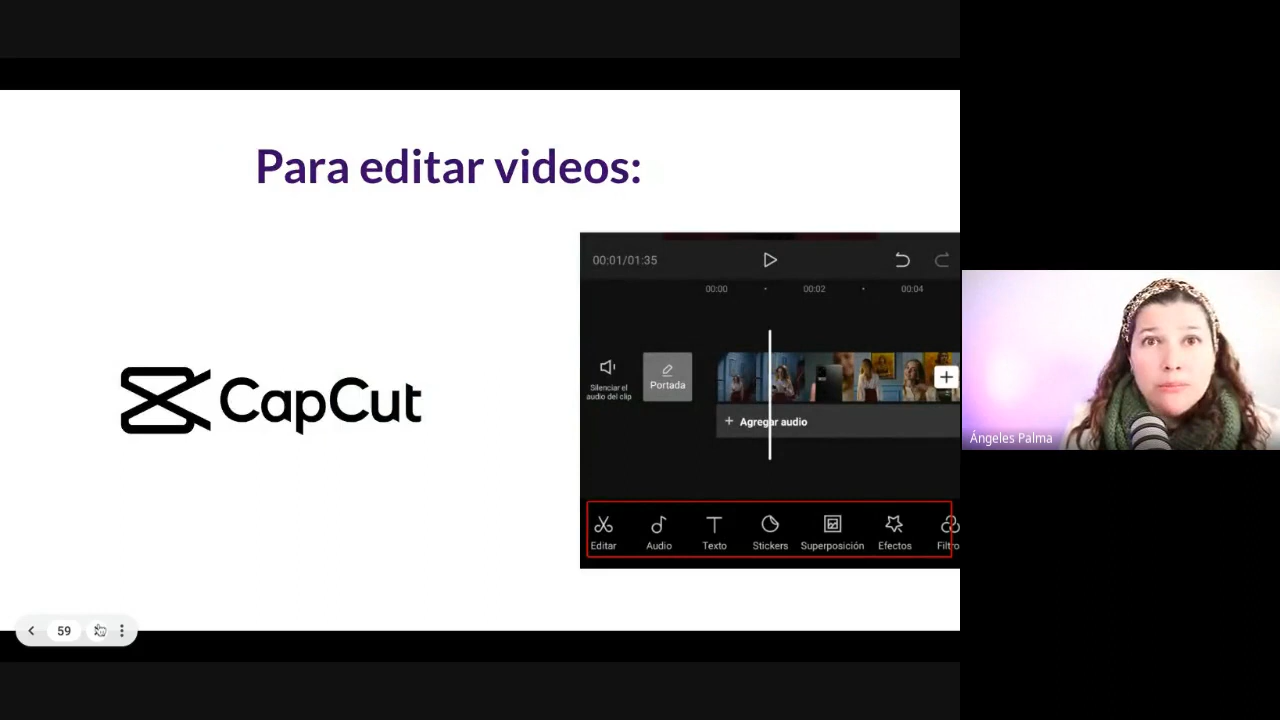 Para editar videos:
CapCut
00:01/01:35
00:00
00:02
00:04
Silenciar el
audio del clip
Portada
+ Agregar audio
Editar
Audio
Texto
Stickers
Superposición
Efectos
Filtro
Ángeles Palma
59